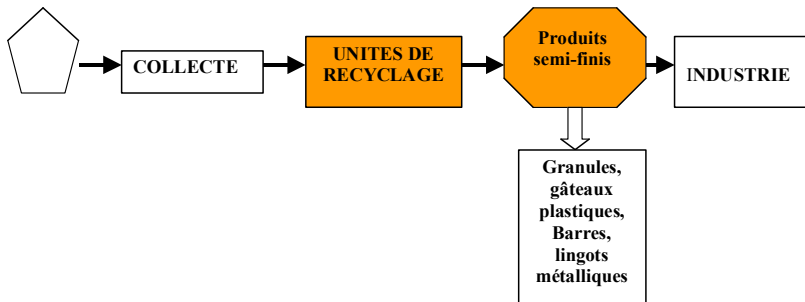 COLLECTE
UNITES DE
RECYCLAGE
Produits
semi-finis
INDUSTRIE
Granules,
gâteaux
plastiques,
Barres,
lingots
métalliques